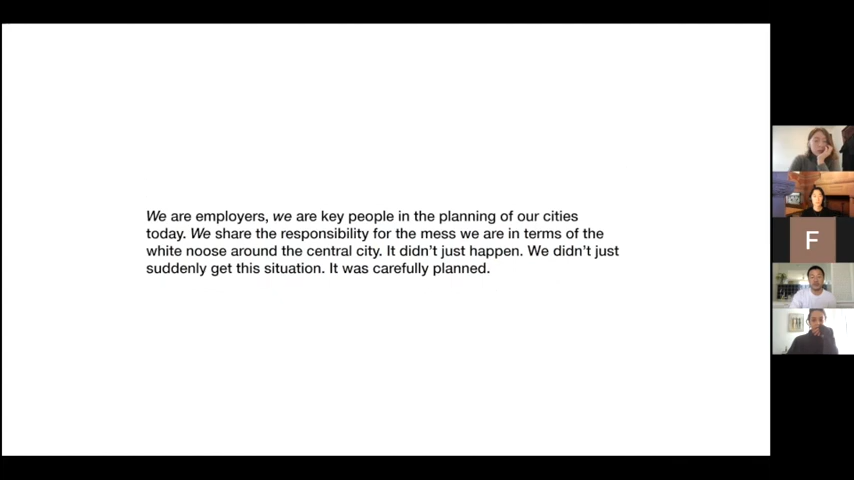 We are employers, we are key people in the planning of our cities
today. We share the responsibility for the mess we are in terms of the
white noose around the central city. It didn’t just happen. We didn’t just
suddenly get this situation. It was carefully planned.
F